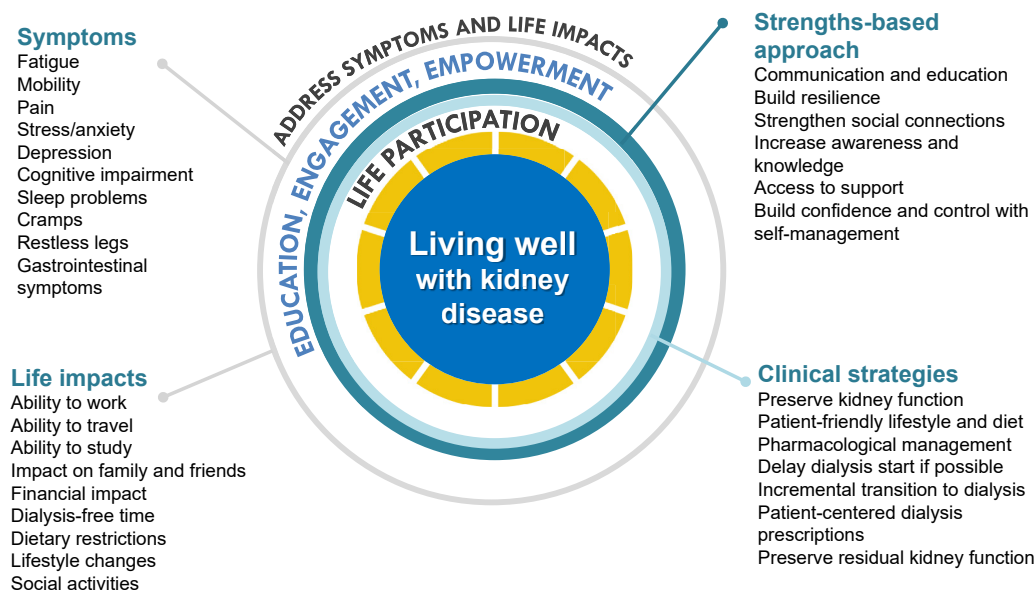 Symptoms
Fatigue
Mobility
Pain
Stress/anxiety
Depression
Cognitive impairment
Sleep problems
Cramps
Restless legs
Gastrointestinal
symptoms
Life impacts
Ability to work
Ability to travel
Ability to study
Impact on family and friends
Financial impact
Dialysis-free time
Dietary restrictions
Lifestyle changes
Social activities
ADDRESS SYMPTOMS AND LIFE IMPACTS
EDUCATION, ENGAGEMENT, EMPOWERMENT
LIFE PARTICIPATION
Living well
with kidney
disease
Strengths-based
approach
Communication and education
Build resilience
Strengthen social connections
Increase awareness and
knowledge
Access to support
Build confidence and control with
self-management
Clinical strategies
Preserve kidney function
Patient-friendly lifestyle and diet
Pharmacological management
Delay dialysis start if possible
Incremental transition to dialysis
Patient-centered dialysis
prescriptions
Preserve residual kidney function